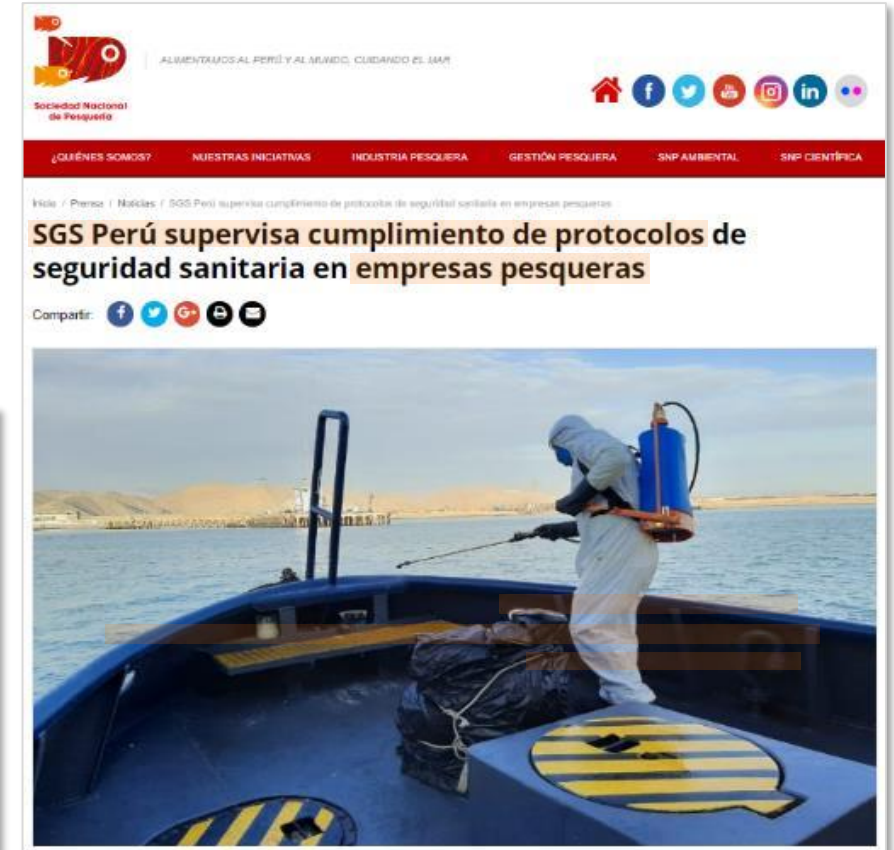 ALIMENTAMOS AL PERÚ Y AL MUNDO, CUIDANDO EL MAR
Sociedad Nacional
de Pesquería
¿QUIÉNES SOMOS?
NUESTRAS INICIATIVAS
INDUSTRIA PESQUERA
GESTIÓN PESQUERA
SNP AMBIENTAL
SNP CIENTÍFICA
Inicio / Prensa / Noticias / SGS Perú supervisa cumplimiento de protocolos de seguridad sanitaria en empresas pesqueras
SGS Perú supervisa cumplimiento de protocolos de
seguridad sanitaria en empresas pesqueras
Compartir: